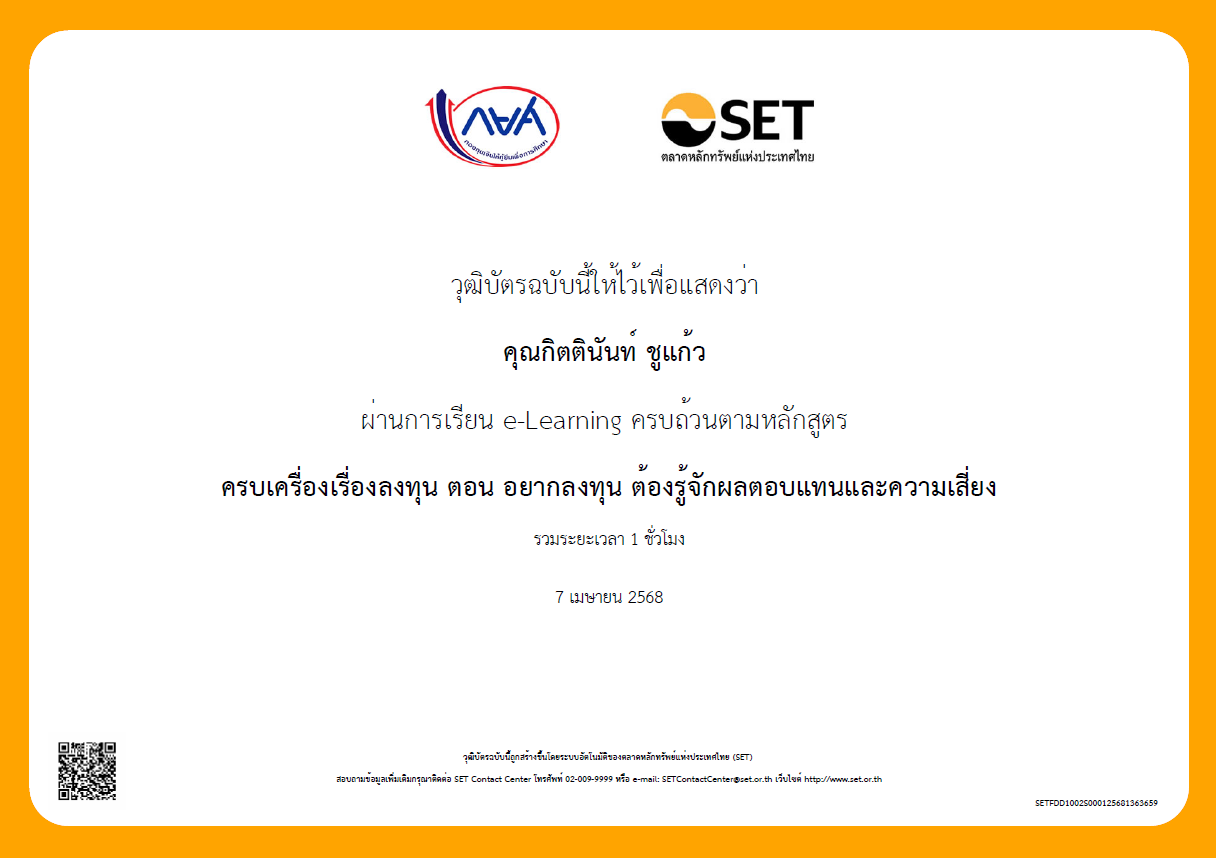 กยศ
กองทุนเงินให้กู้ยืมเพื่อการศึกษา
SET
ตลาดหลักทรัพย์แห่งประเทศไทย
วุฒิบัตรฉบับนี้ให้ไว้เพื่อแสดงว่า
คุณกิตตินันท์ ชูแก้ว
ผ่านการเรียน e-Learning ครบถ้วนตามหลักสูตร
ครบเครื่องเรื่องลงทุน ตอน อยากลงทุน ต้องรู้จักผลตอบแทนและความเสี่ยง
รวมระยะเวลา 1 ชั่วโมง
7 เมษายน 2568
วุฒิบัตรฉบับนี้ถูกสร้างขึ้นโดยระบบอัตโนมัติของตลาดหลักทรัพย์แห่งประเทศไทย (SET)
สอบถามข้อมูลเพิ่มเติมกรุณาติดต่อ SET Contact Center โทรศัพท์ 02-009-9999 หรือ e-mail: SETContactCenter@set.or.th เว็บไซต์ http://www.set.or.th
SETFDD1002S000125681363659